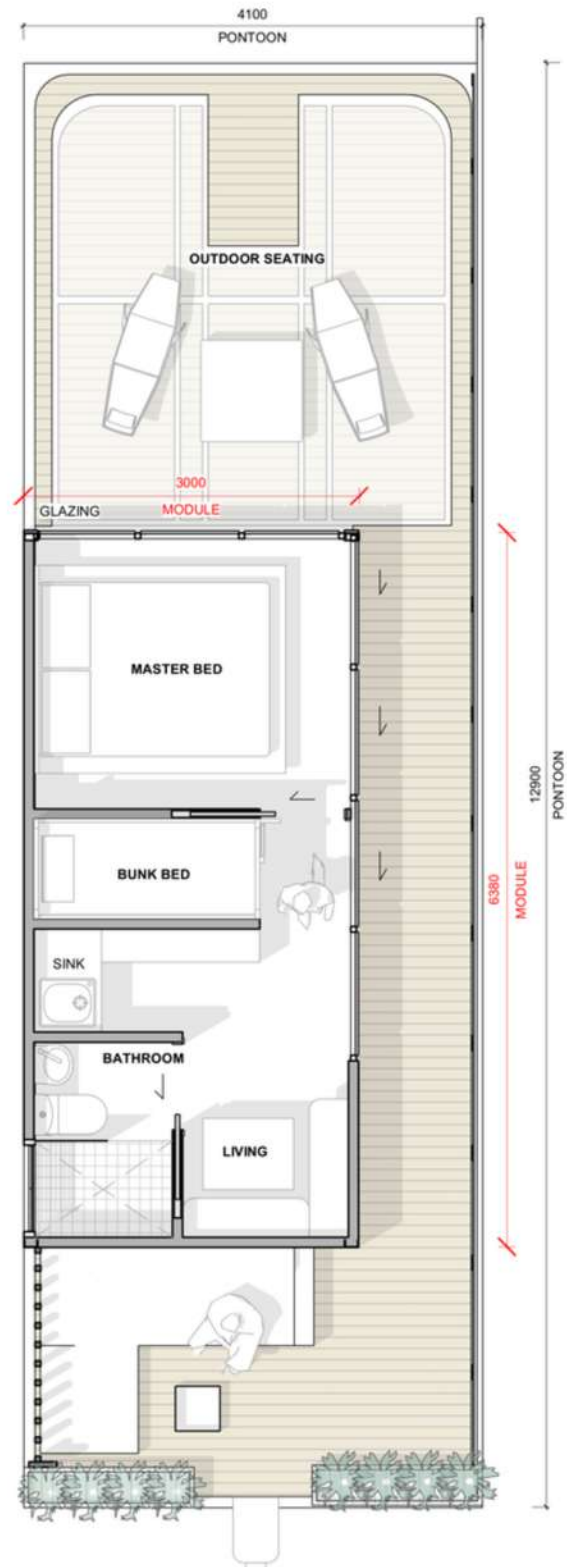 4100
PONTOON
OUTDOOR SEATING
3000
GLAZING
MODULE
MASTER BED
12900
PONTOON
BUNK BED
6380
MODULE
SINK
BATHROOM
LIVING